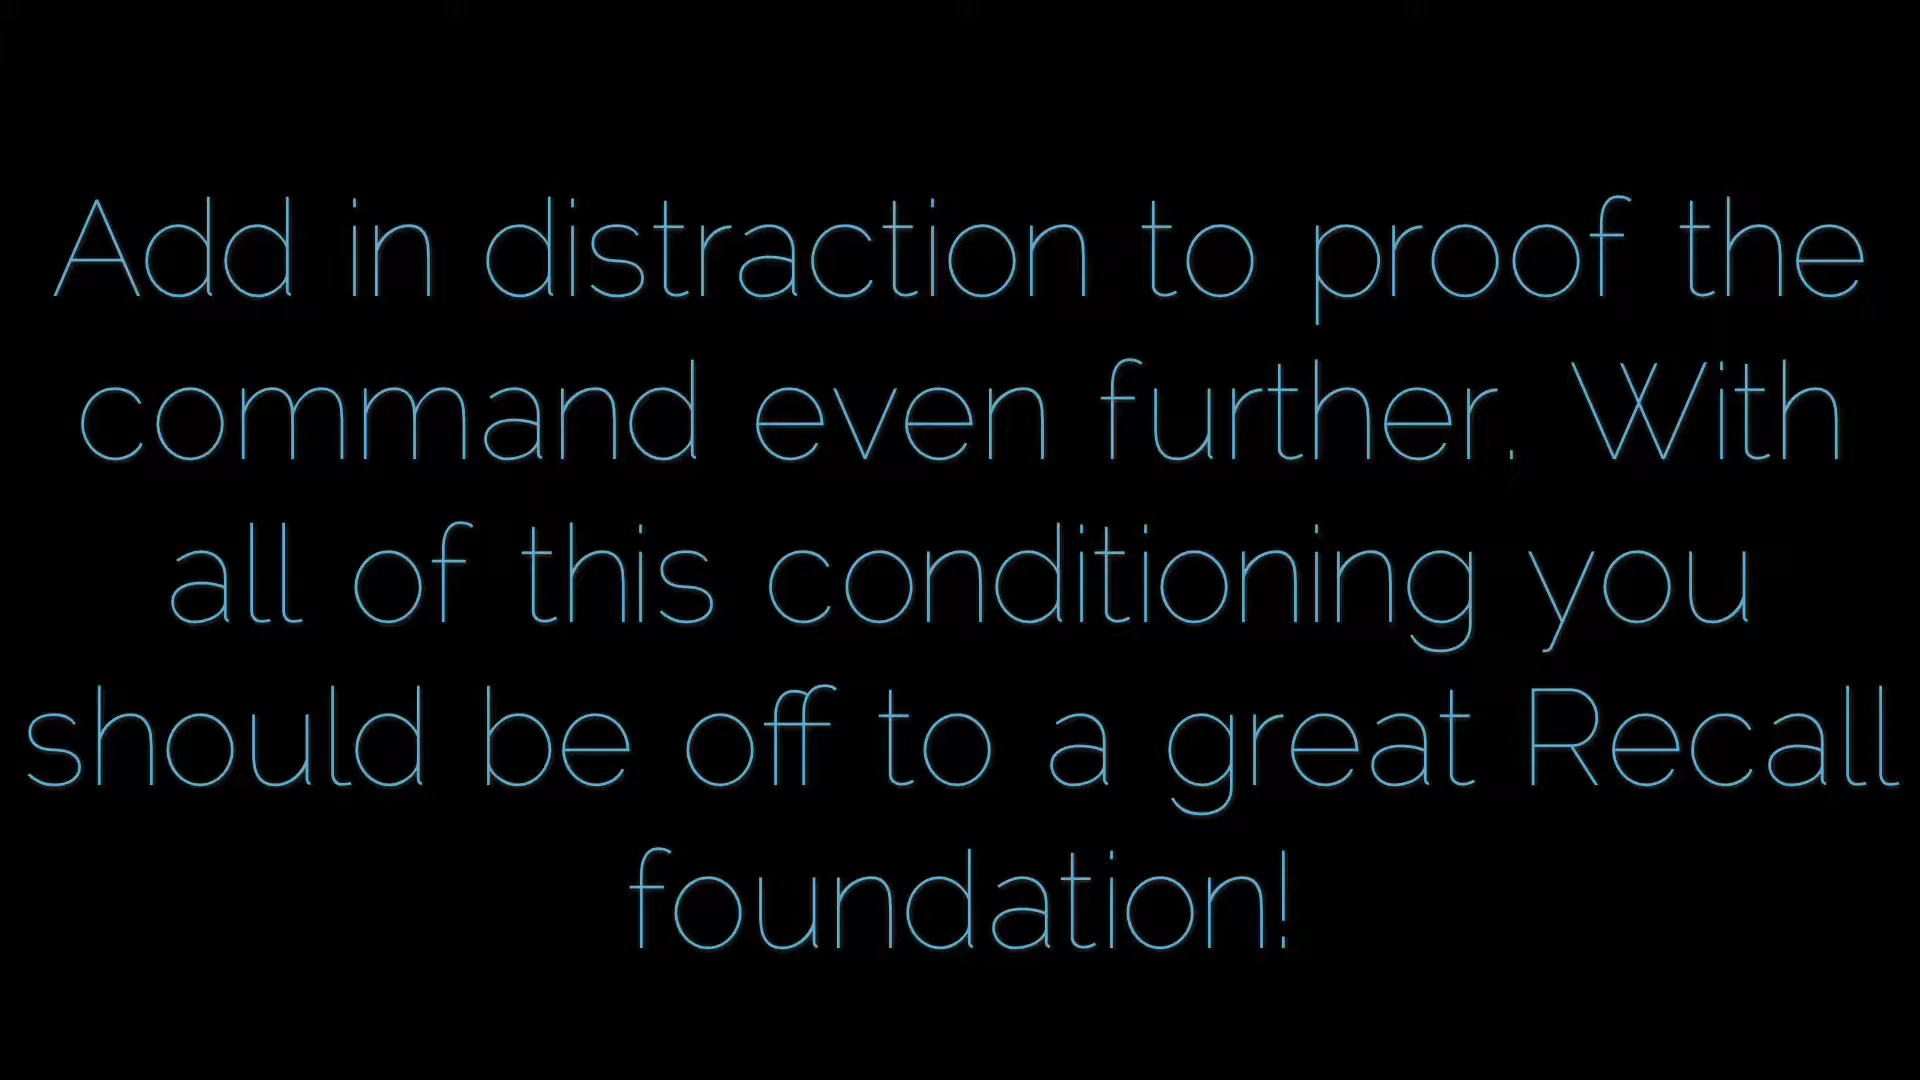 Add in distraction to proof the
command even further. With
all of this conditioning you
should be off to a great Recall
foundation!